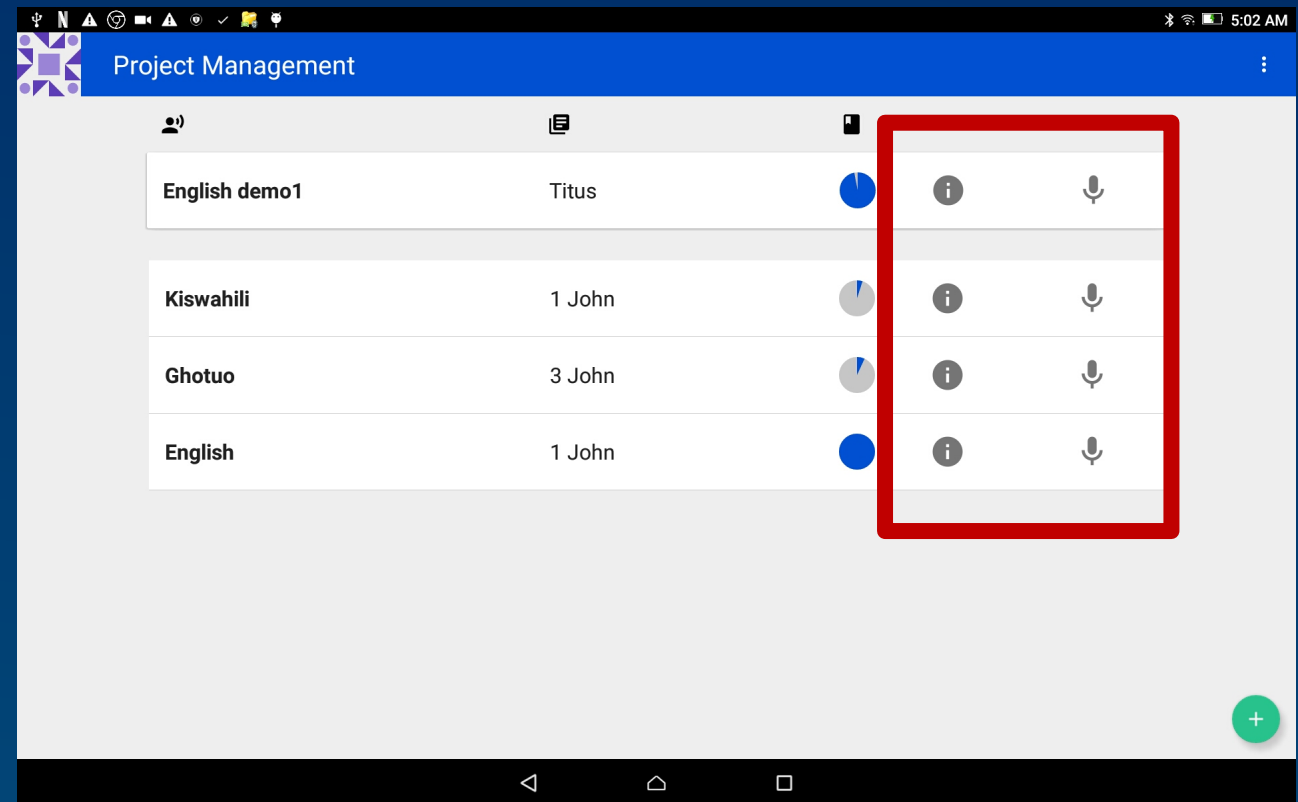 5:02 AM
Project Management
English demo1 Titus
Kiswahili 1 John
Ghotuo 3 John
English 1 John